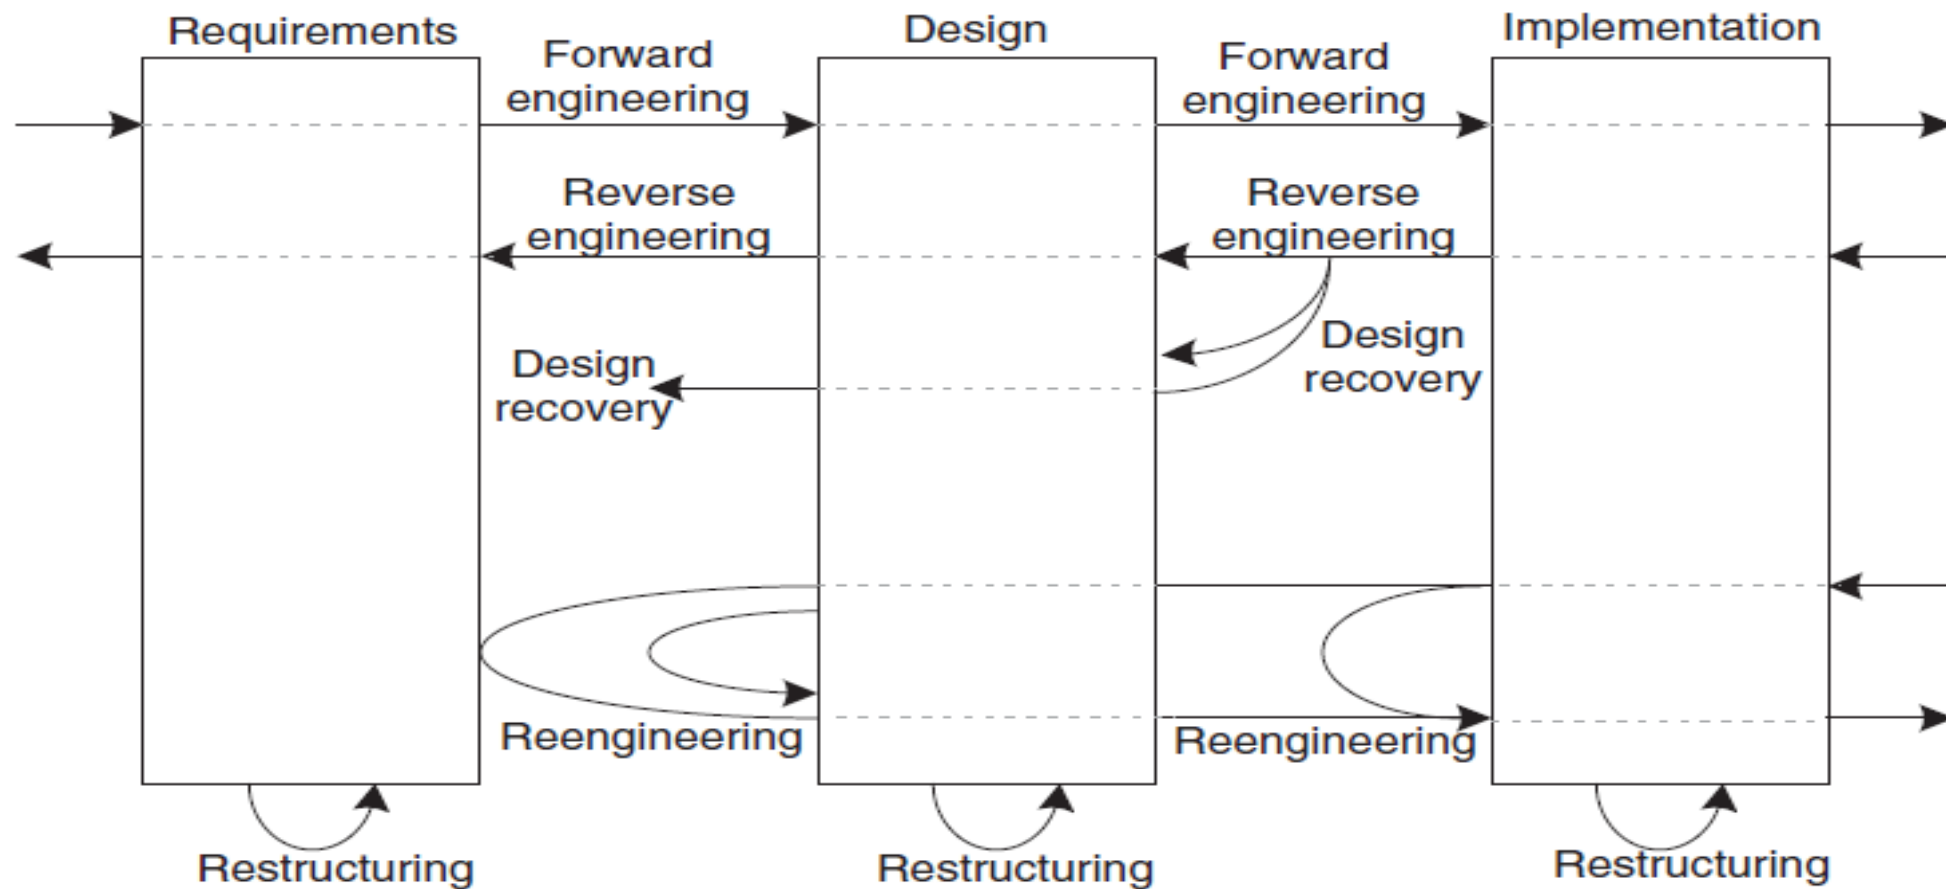 Requirements
Design
Implementation
Forward
engineering
Forward
engineering
Reverse
engineering
Reverse
engineering
Design
recovery
Design
recovery
Reengineering
Reengineering
Restructuring
Restructuring
Restructuring